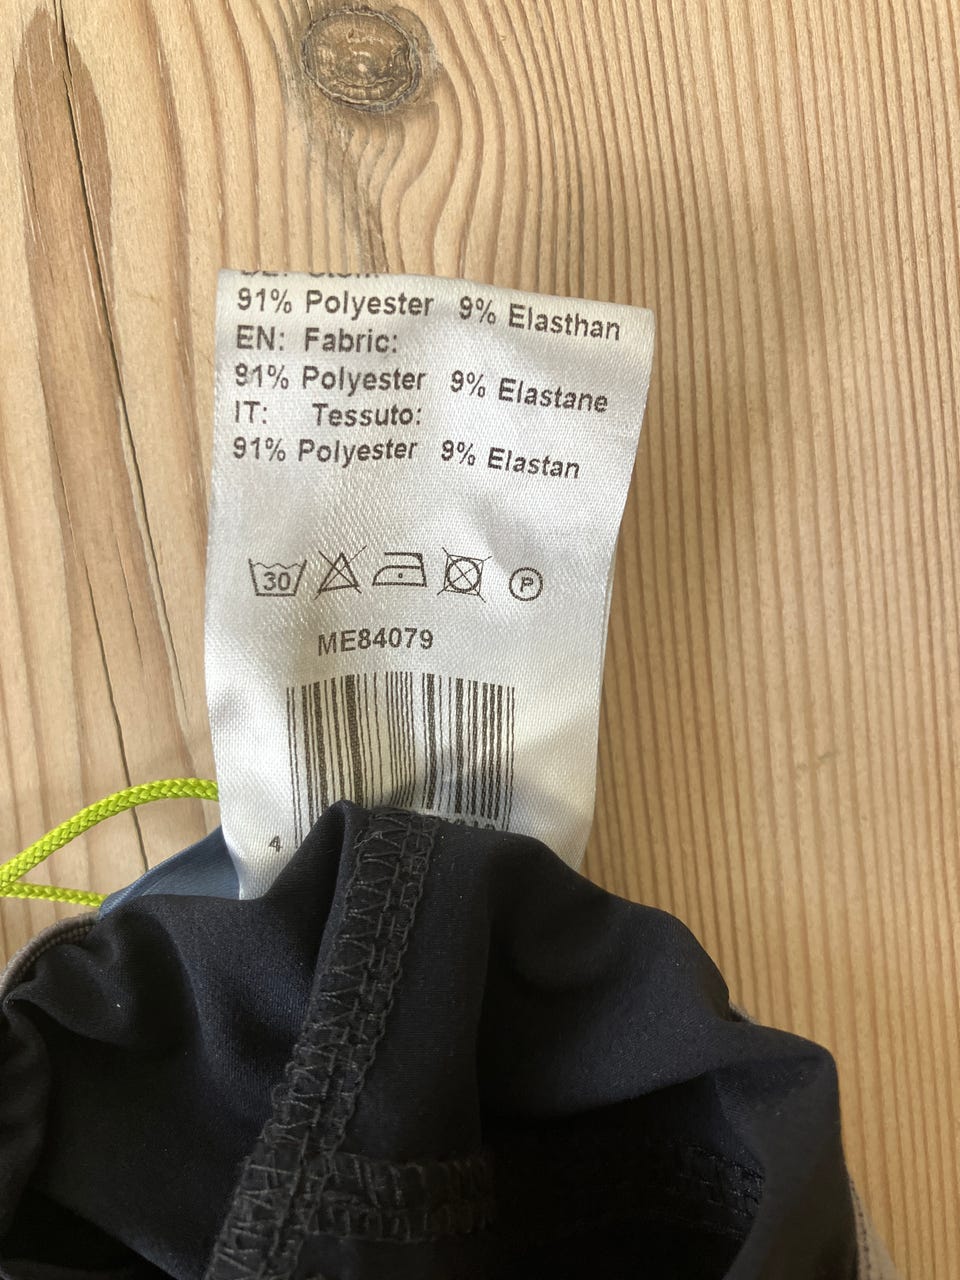 91% Polyester 9% Elasthan
EN: Fabric:
91% Polyester 9% Elastane
IT: Tessuto:
91% Polyester 9% Elastan
30 P
ME84079
4